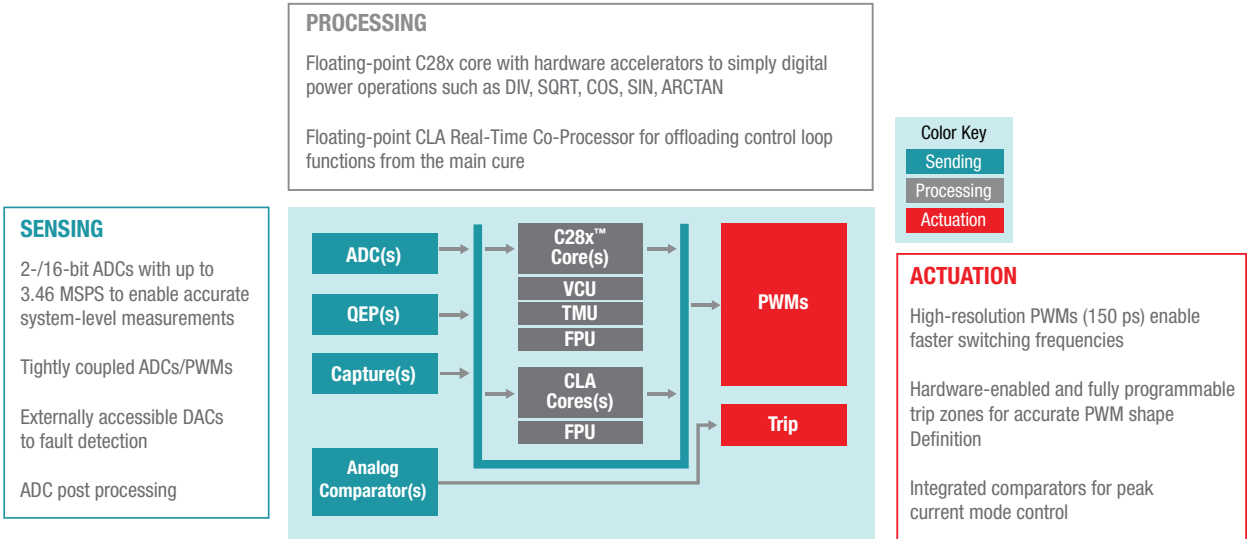 PROCESSING
Floating-point C28x core with hardware accelerators to simply digital
power operations such as DIV, SQRT, COS, SIN, ARCTAN
Floating-point CLA Real-Time Co-Processor for offloading control loop
functions from the main cure
Color Key
Sending
Processing
Actuation
SENSING
2-/16-bit ADCs with up to
3.46 MSPS to enable accurate
system-level measurements
Tightly coupled ADCs/PWMs
Externally accessible DACs
to fault detection
ADC post processing
ADC(s)
QEP(s)
Capture(s)
Analog
Comparator(s)
C28x™
Core(s)
VCU
TMU
FPU
CLA
Cores(s)
FPU
PWMs
Trip
ACTUATION
High-resolution PWMs (150 ps) enable
faster switching frequencies
Hardware-enabled and fully programmable
trip zones for accurate PWM shape
Definition
Integrated comparators for peak
current mode control